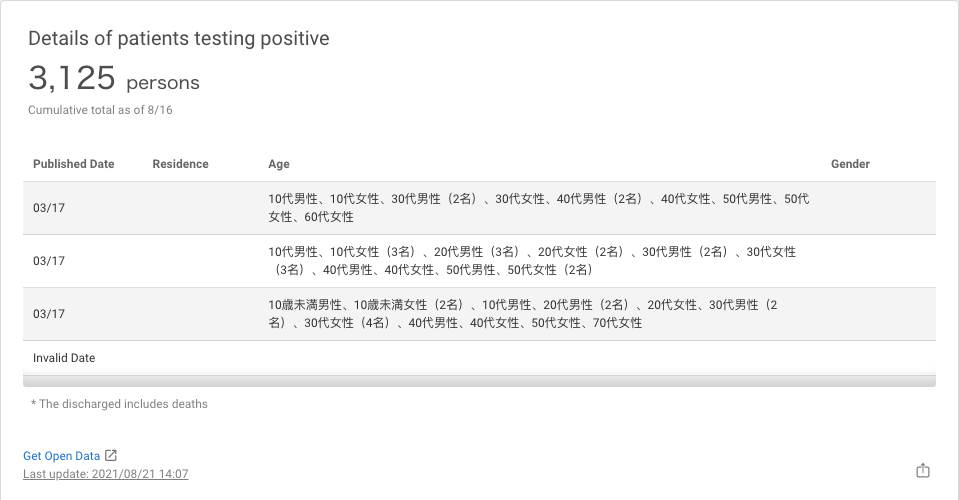 Details of patients testing positive
3,125 persons
Cumulative total as of 8/16
Published Date Residence Age Gender
03/17
10代男性、10代女性、30代男性（2名）、30代女性、40代男性（2名）、40代女性、50代男性、50代
女性、60代女性
03/17
10代男性、10代女性（3名）、20代男性（3名）、20代女性（2名）、30代男性（2名）、30代女性
（3名）、40代男性、40代女性、50代男性、50代女性（2名）
03/17
10歳未満男性、10歳未満女性（2名）、10代男性、20代男性（2名）、20代女性、30代男性（2
名）、30代女性（4名）、40代男性、40代女性、50代女性、70代女性
Invalid Date
* The discharged includes deaths
Get Open Data
Last update: 2021/08/21 14:07